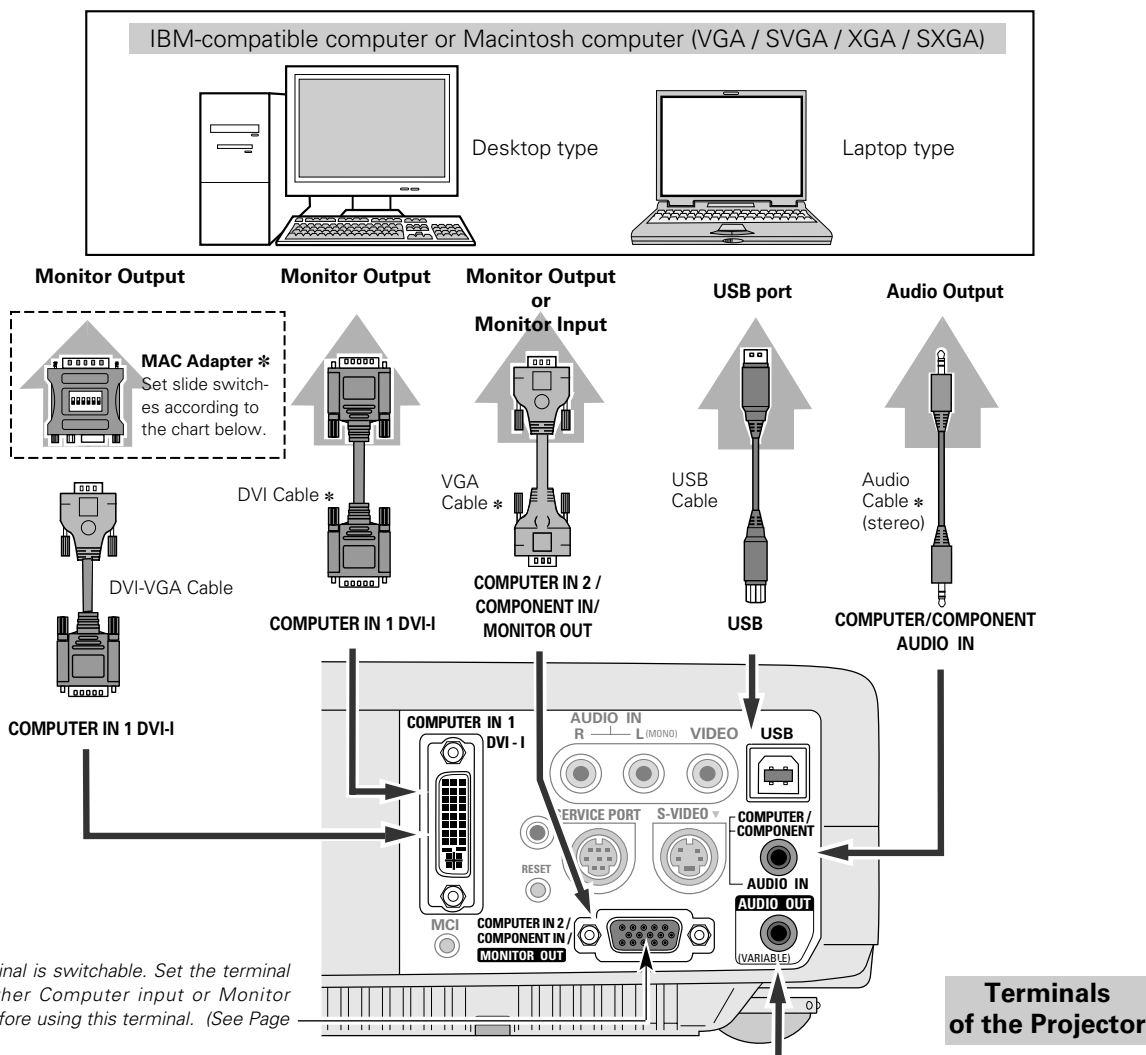 IBM-compatible computer or Macintosh computer (VGA / SVGA / XGA / SXGA)
Desktop type
Laptop type
Monitor Output
Monitor Output
Monitor Output
or
Monitor Input
USB port
Audio Output
MAC Adapter ✽
Set slide switch-
es according to
the chart below.
DVI-VGA Cable
DVI Cable ✽
VGA
Cable ✽
USB
Cable
Audio
Cable ✽
(stereo)
COMPUTER IN 1 DVI-I
COMPUTER IN 1 DVI-I
COMPUTER IN 2 /
COMPONENT IN/
MONITOR OUT
USB
COMPUTER/COMPONENT
AUDIO IN
COMPUTER IN 1
DVI - I
AUDIO IN
R L (MONO) VIDEO
USB
SERVICE PORT
S-VIDEO
COMPUTER /
COMPONENT
AUDIO IN
RESET
MCI
COMPUTER IN 2 /
COMPONENT IN /
MONITOR OUT
AUDIO OUT
(VARIABLE)
is switchable. Set the terminal
Computer input or Monitor
before using this terminal. (See Page
Terminals
of the Projector